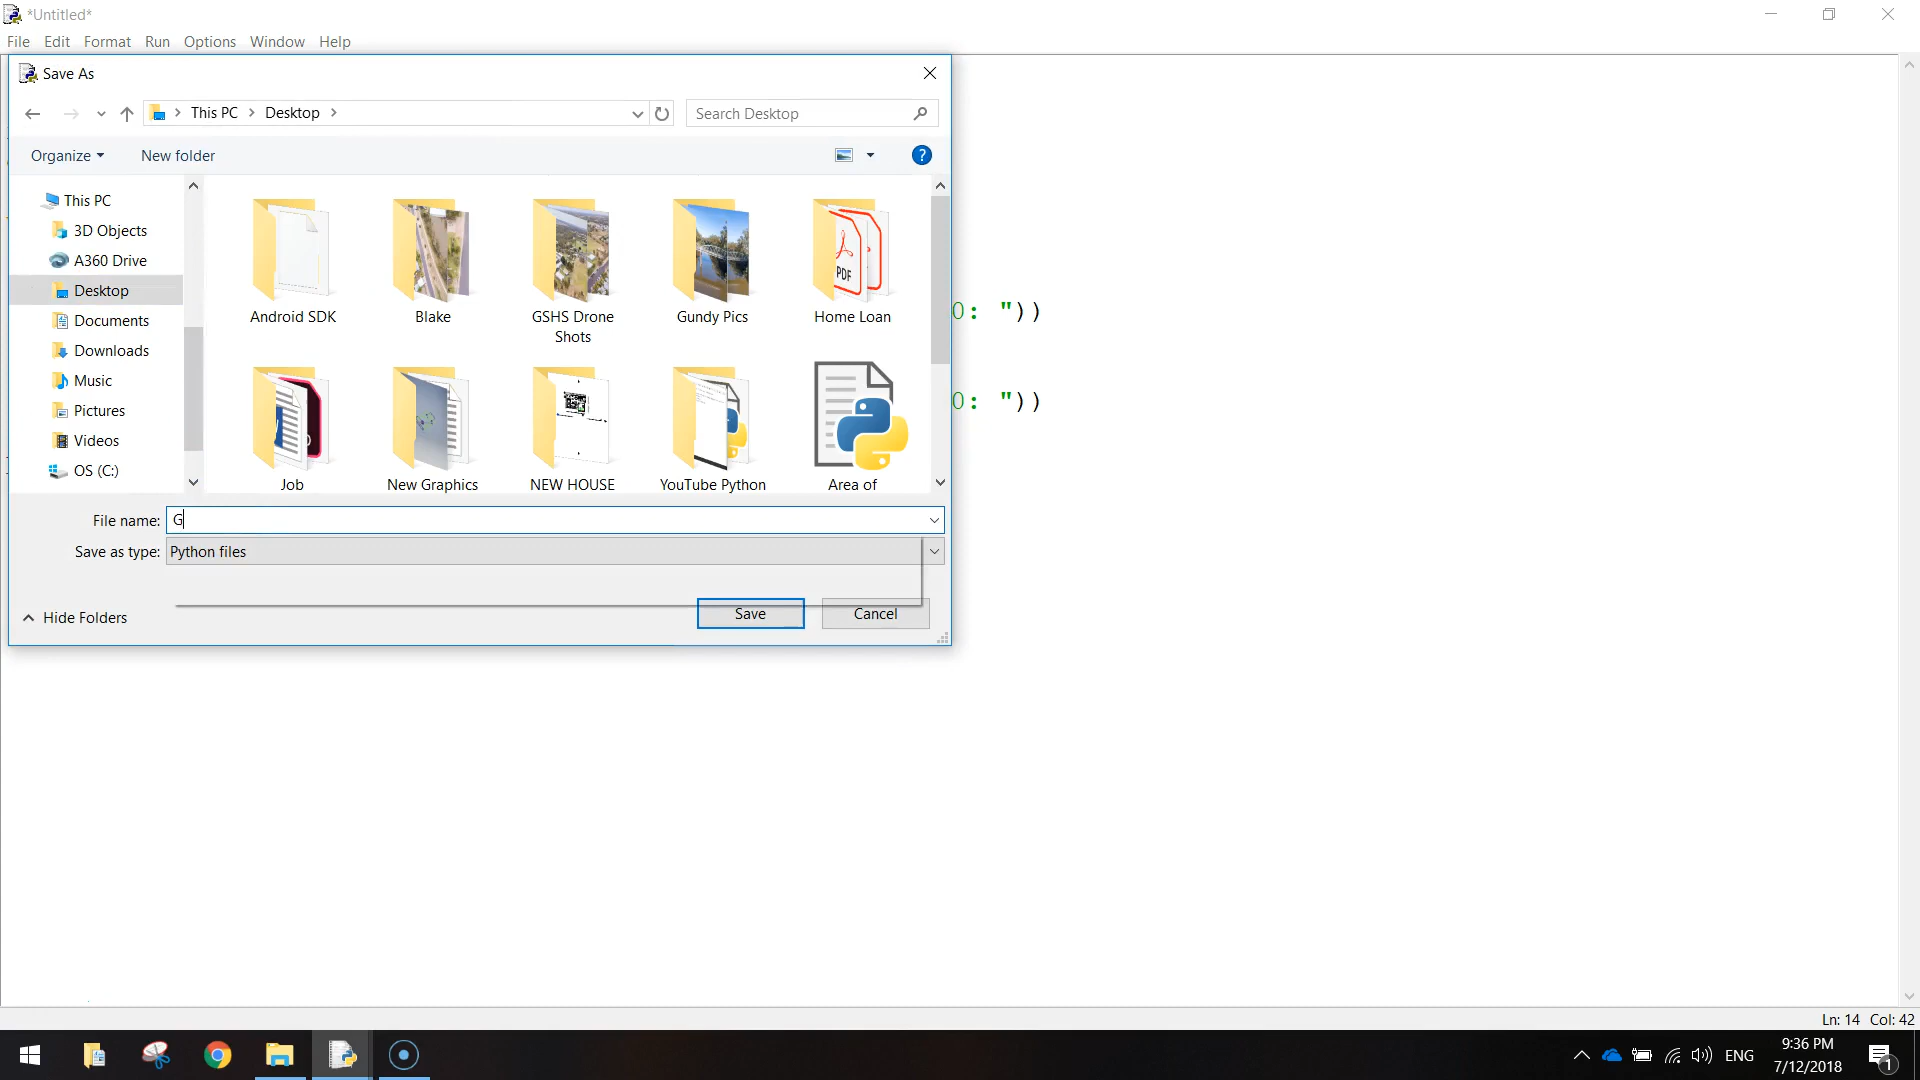 *Untitled*
File Edit Format Run Options Window Help
Save As
This PC Desktop
Search Desktop
Organize New folder
This PC
3D Objects
A360 Drive
Desktop
Documents
Downloads
Music
Pictures
Videos
OS (C:)
Android SDK
Blake
GSHS Drone
Shots
Gundy Pics
PDF
Home Loan
Job
New Graphics
NEW HOUSE
YouTube Python
Area of
0: "))
0: "))
File name: G
Save as type: Python files
Hide Folders
Save
Cancel
Ln: 14 Col: 42
ENG
9:36 PM
7/12/2018
1